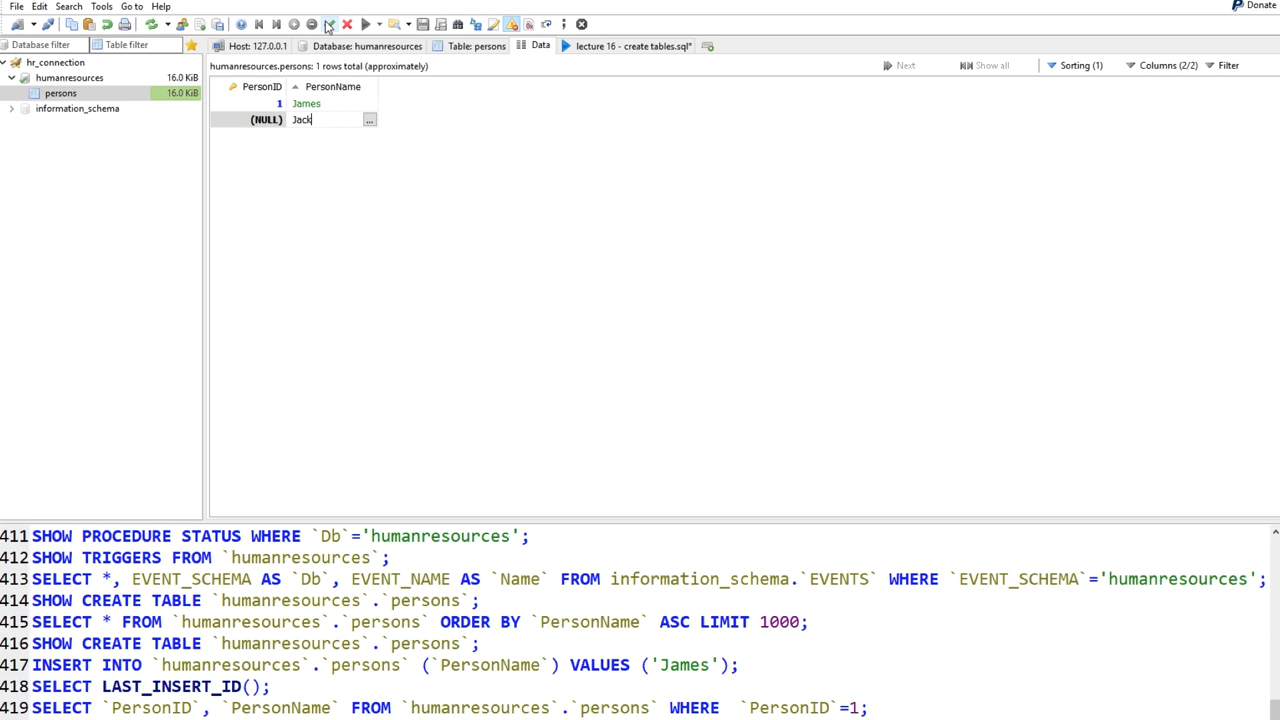 File Edit Search Tools Go to Help
Donate
Database filter Table filter Host: 127.0.0.1 Database: humanresources Table: persons Data lecture 16 - create tables.sql*
hr_connection
humanresources 16.0 KiB
persons 16.0 KiB
information_schema
humanresources.persons: 1 rows total (approximately) Next Show all Sorting (1) Columns (2/2) Filter
PersonID PersonName
1 James
(NULL) Jack ...
411 SHOW PROCEDURE STATUS WHERE `Db`='humanresources';
412 SHOW TRIGGERS FROM `humanresources`;
413 SELECT *, EVENT_SCHEMA AS `Db`, EVENT_NAME AS `Name` FROM information_schema.`EVENTS` WHERE `EVENT_SCHEMA`='humanresources';
414 SHOW CREATE TABLE `humanresources`.`persons`;
415 SELECT * FROM `humanresources`.`persons` ORDER BY `PersonName` ASC LIMIT 1000;
416 SHOW CREATE TABLE `humanresources`.`persons`;
417 INSERT INTO `humanresources`.`persons` (`PersonName`) VALUES ('James');
418 SELECT LAST_INSERT_ID();
419 SELECT `PersonID`, `PersonName` FROM `humanresources`.`persons` WHERE  `PersonID`=1;